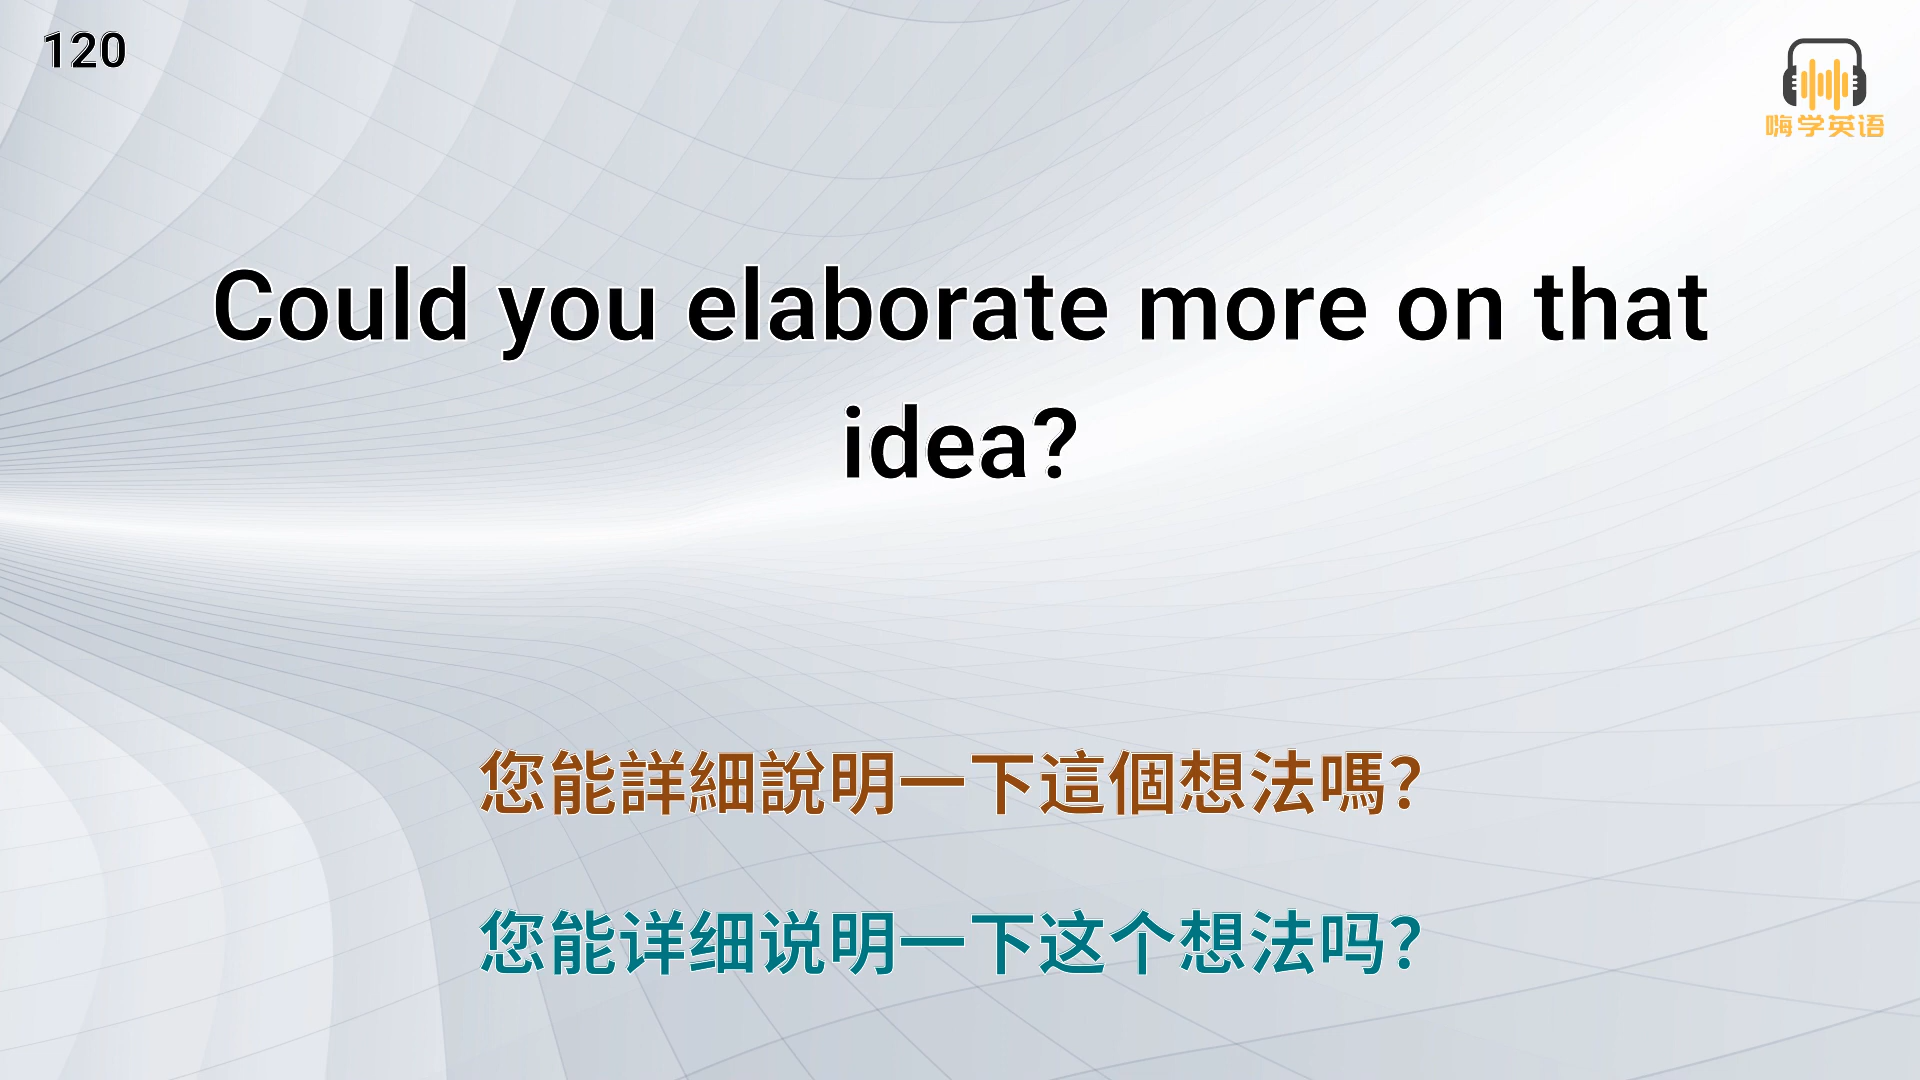 120
嗨学英语
Could you elaborate more on that
idea?
您能詳細說明一下這個想法嗎？
您能详细说明一下这个想法吗？